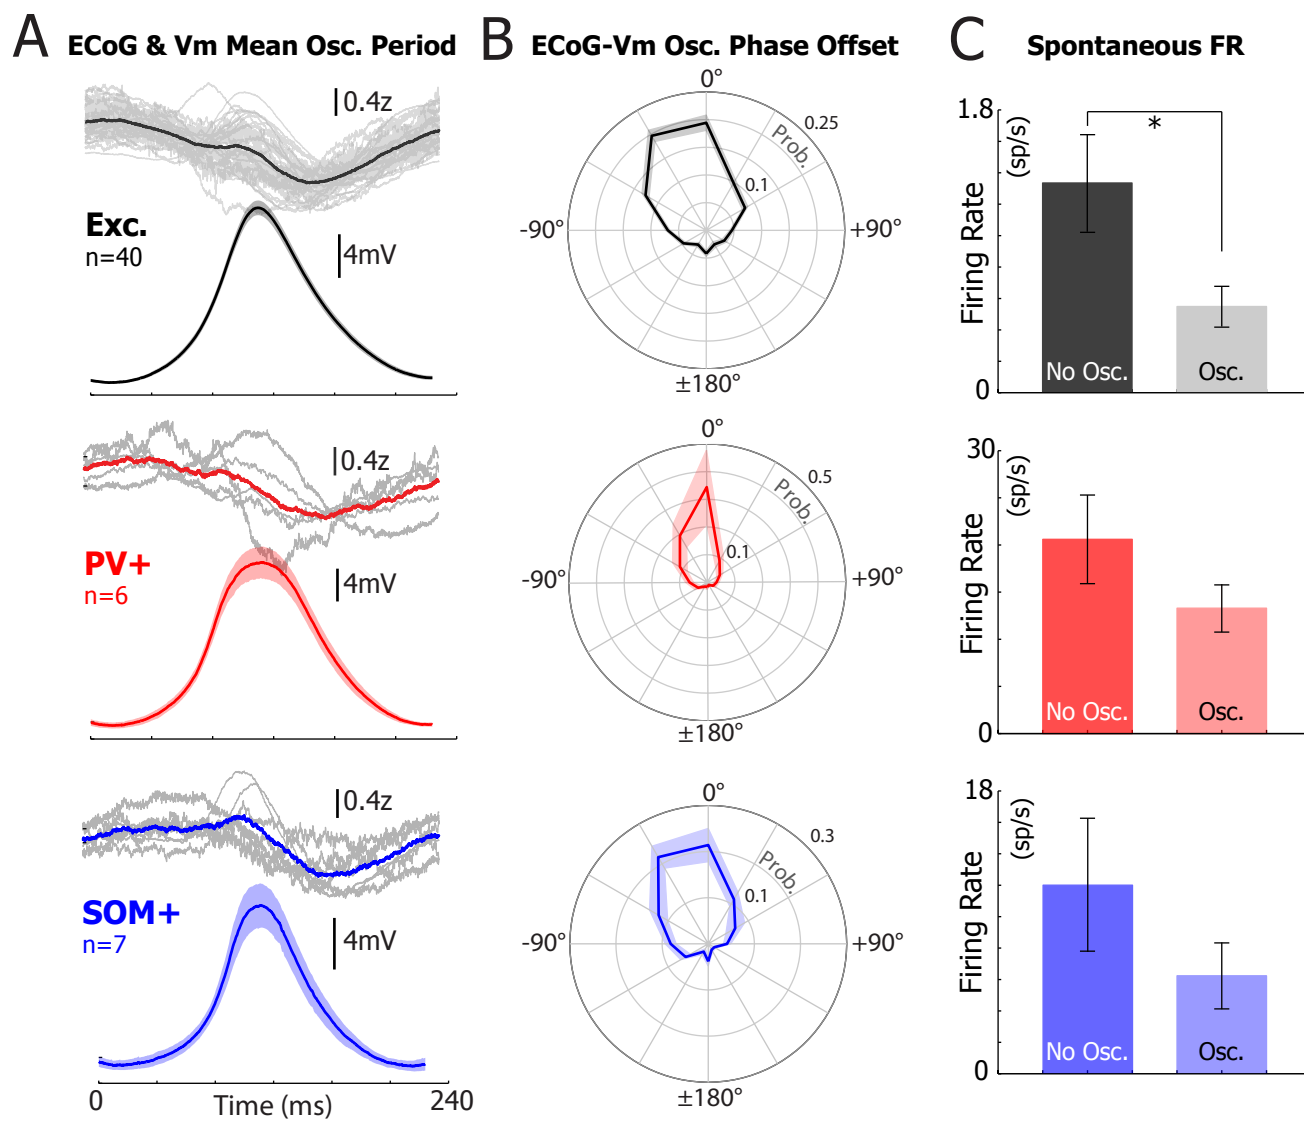 A ECoG & Vm Mean Osc. Period
0.4z
Exc.
n=40
4mV
0.4z
PV+
n=6
4mV
0.4z
SOM+
n=7
4mV
0 Time (ms) 240
B ECoG-Vm Osc. Phase Offset
0°
0.25
Prob.
0.1
-90° +90°
±180°
0°
0.5
Prob.
0.1
-90° +90°
±180°
0°
0.3
Prob.
0.1
-90° +90°
±180°
C Spontaneous FR
1.8
*
Firing Rate
(sp/s)
No Osc. Osc.
0
30
Firing Rate
(sp/s)
No Osc. Osc.
0
18
Firing Rate
(sp/s)
No Osc. Osc.
0